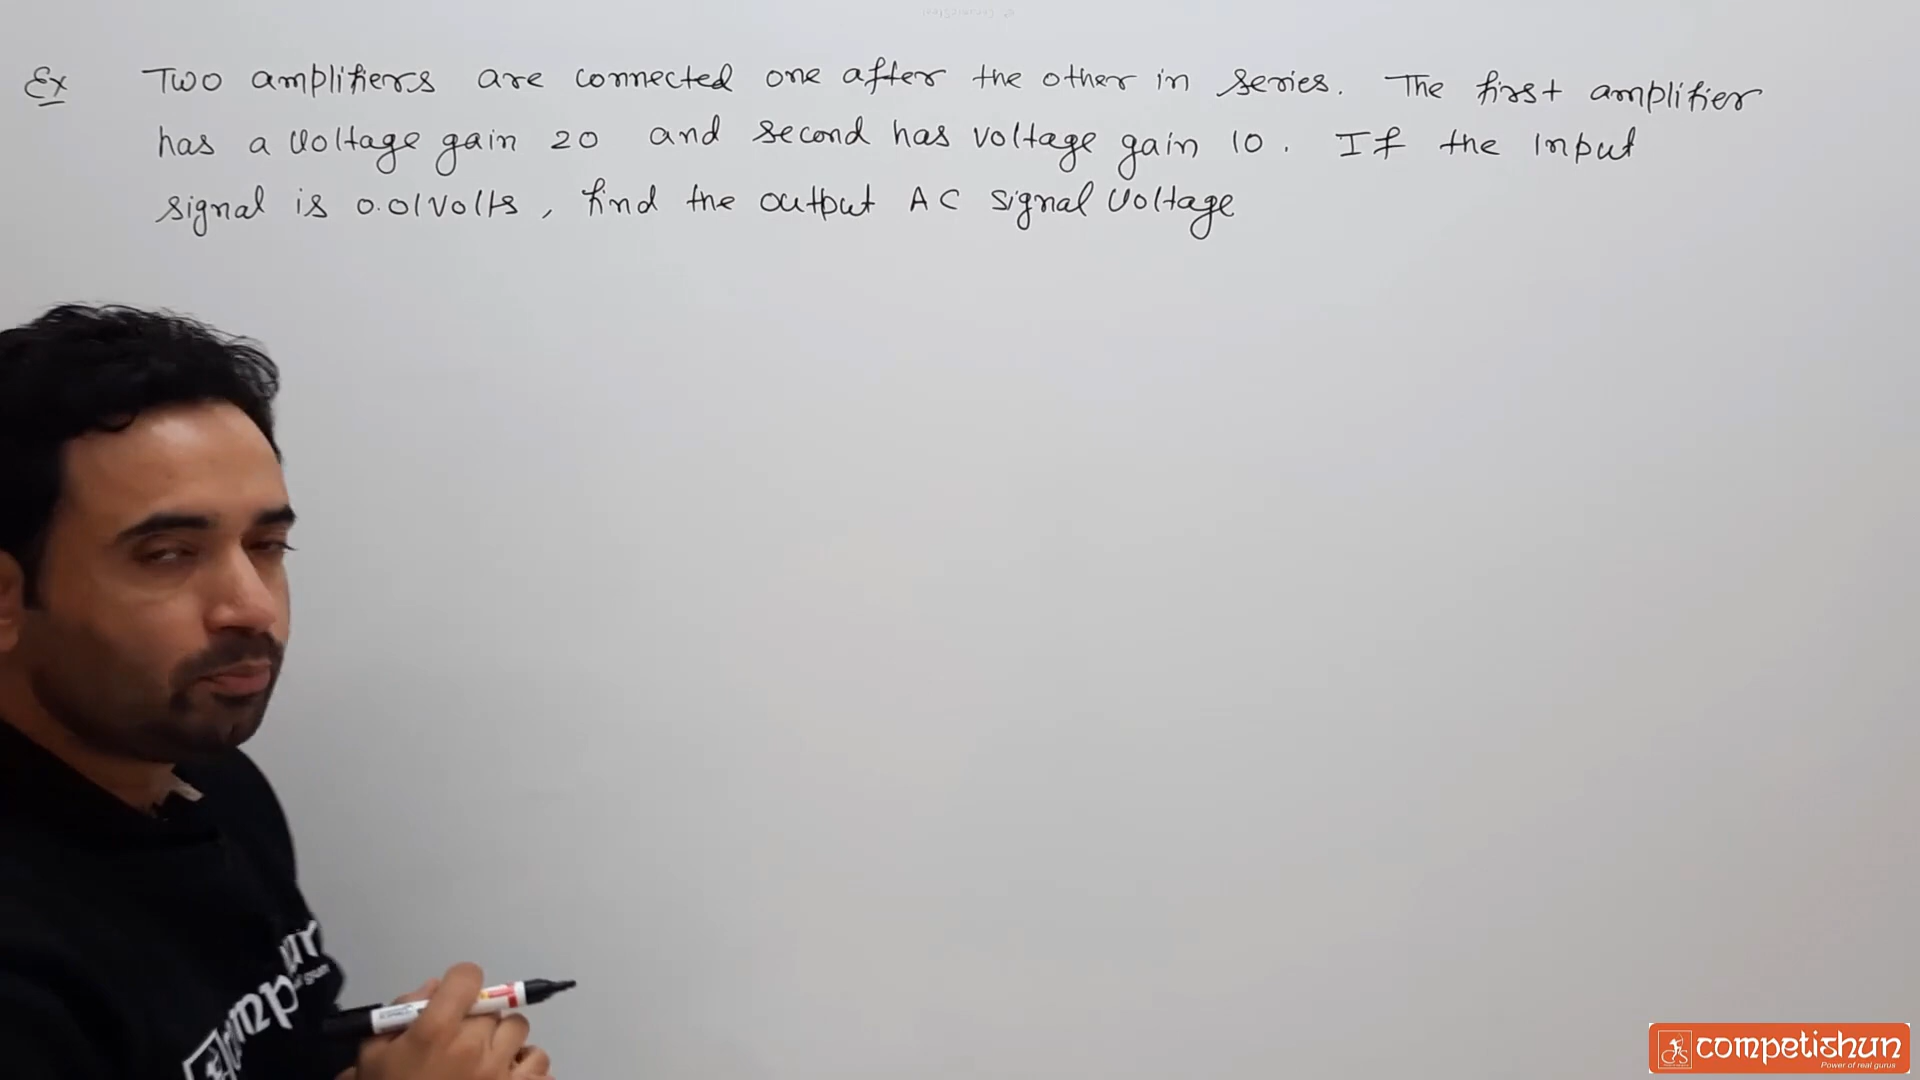 Ex Two amplifiers are connected one after the other in series. The first amplifier
has a voltage gain 20 and second has voltage gain 10. If the input
signal is 0.01 volts, find the output AC signal voltage
competishun
Power of real gurus